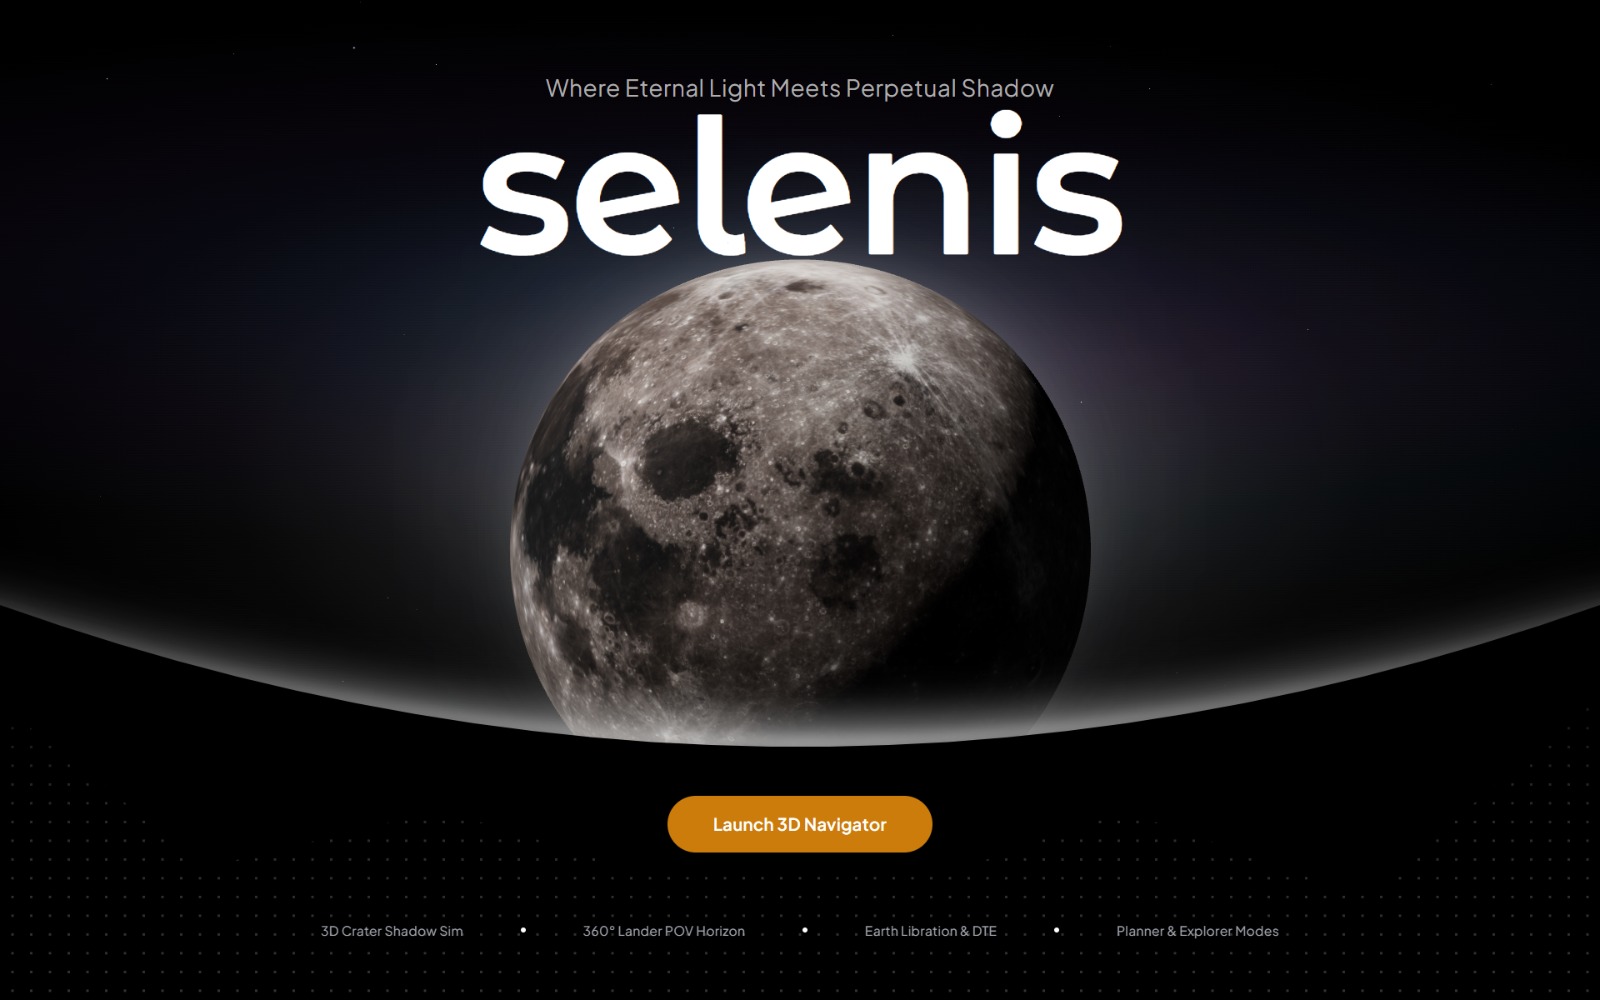 Where Eternal Light Meets Perpetual Shadow
selenis
Launch 3D Navigator
3D Crater Shadow Sim • 360° Lander POV Horizon • Earth Libration & DTE • Planner & Explorer Modes